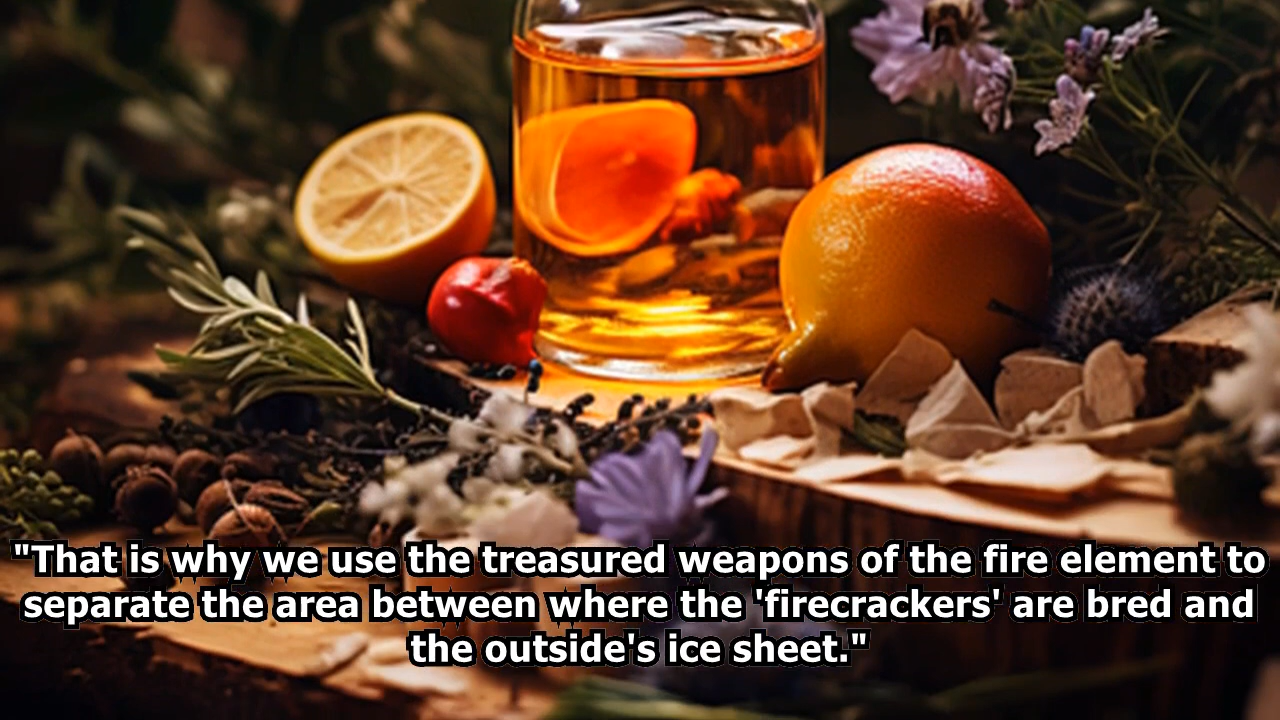 "That is why we use the treasured weapons of the fire element to
separate the area between where the 'firecrackers' are bred and
the outside's ice sheet."